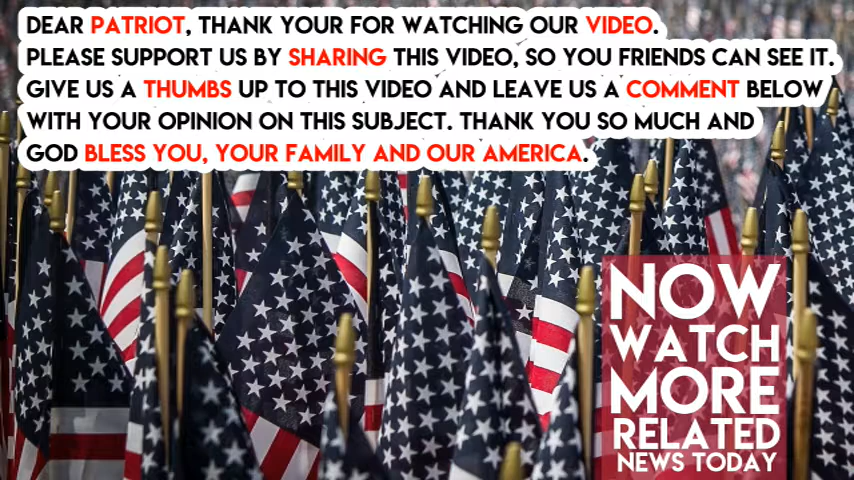 DEAR PATRIOT, THANK YOUR FOR WATCHING OUR VIDEO.
PLEASE SUPPORT US BY SHARING THIS VIDEO, SO YOU FRIENDS CAN SEE IT.
GIVE US A THUMBS UP TO THIS VIDEO AND LEAVE US A COMMENT BELOW
WITH YOUR OPINION ON THIS SUBJECT. THANK YOU SO MUCH AND
GOD BLESS YOU, YOUR FAMILY AND OUR AMERICA.
NOW
WATCH
MORE
RELATED
NEWS TODAY